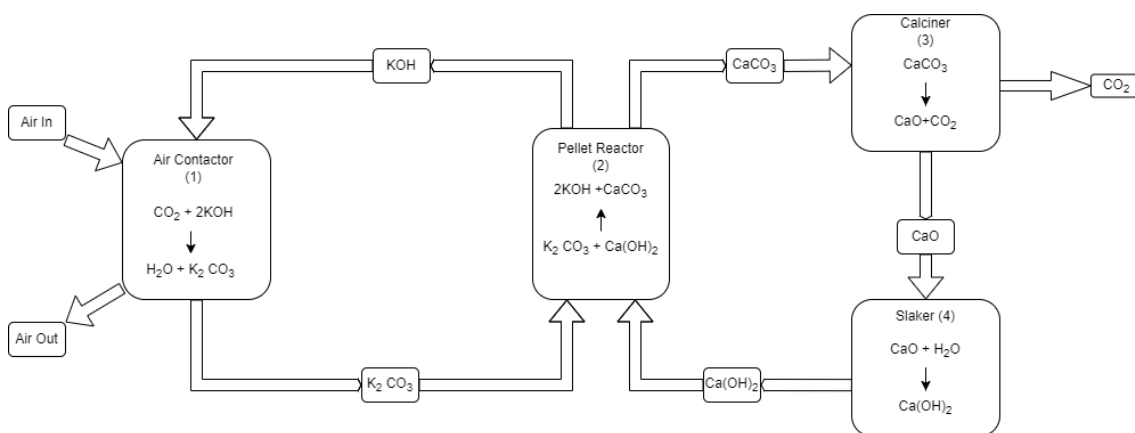 Air In
Air Out
KOH
Air Contactor
(1)
CO₂ + 2KOH
H₂O + K₂ CO₃
K₂ CO₃
Pellet Reactor
(2)
2KOH +CaCO₃
K₂ CO₃ + Ca(OH)₂
CaCO₃
Ca(OH)₂
Calciner
(3)
CaCO₃
CaO+CO₂
CO₂
CaO
Slaker (4)
CaO + H₂O
Ca(OH)₂